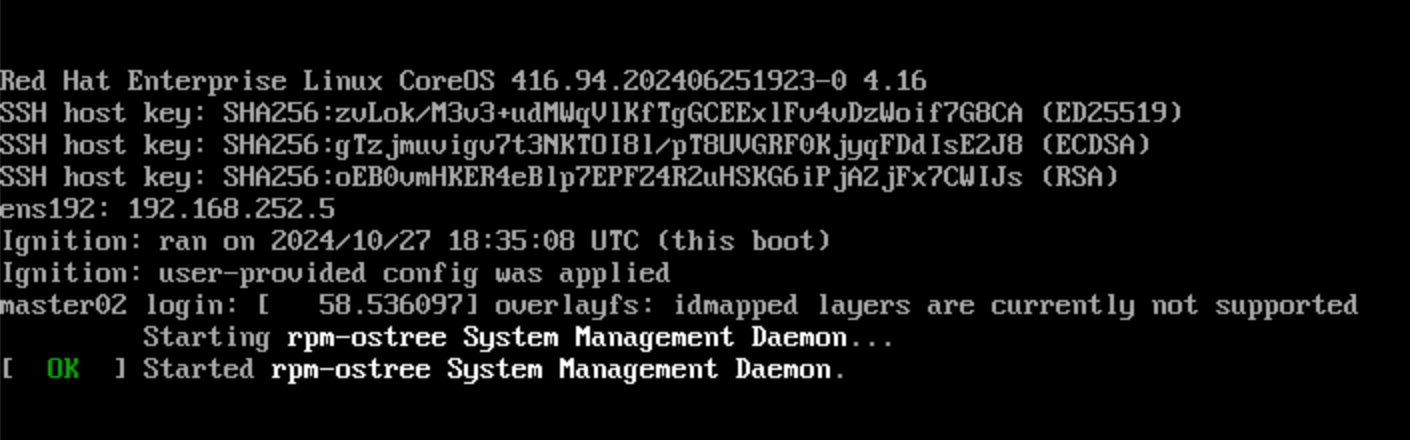 Red Hat Enterprise Linux CoreOS 416.94.202406251923-0 4.16
SSH host key: SHA256:zvLok/M3v3+udMWqVlKfTgGCEExlFv4vDzWoif7G8CA (ED25519)
SSH host key: SHA256:gTzjmuvigv7t3NKTOI8l/pT8UVGRF0KjyqFDdIsE2J8 (ECDSA)
SSH host key: SHA256:oEB0vmHKER4eBlp7EPFZ4R2uHSKG6iPjAZjFx7CWIJs (RSA)
ens192: 192.168.252.5
Ignition: ran on 2024/10/27 18:35:08 UTC (this boot)
Ignition: user-provided config was applied
master02 login: [   58.536097] overlayfs: idmapped layers are currently not supported
         Starting rpm-ostree System Management Daemon...
[  OK  ] Started rpm-ostree System Management Daemon.